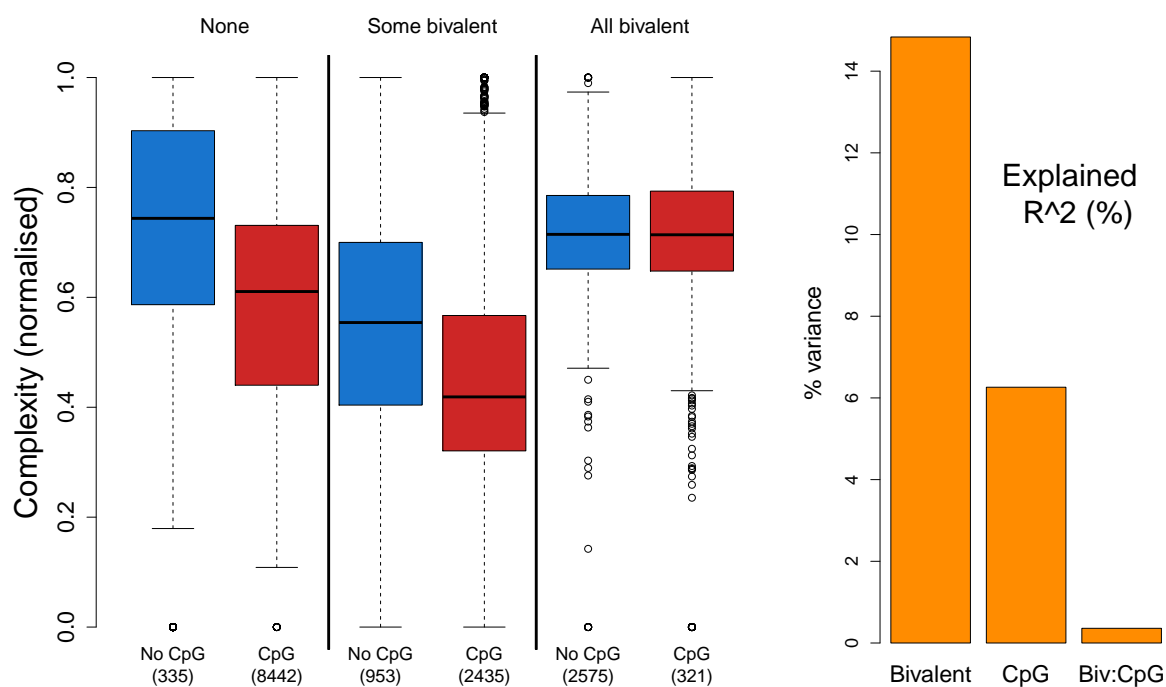 None
Some bivalent
All bivalent
Complexity (normalised)
1.0
0.8
0.6
0.4
0.2
0.0
No CpG
(335)
CpG
(8442)
No CpG
(953)
CpG
(2435)
No CpG
(2575)
CpG
(321)
Explained
R^2 (%)
% variance
14
12
10
8
6
4
2
0
Bivalent
CpG
Biv:CpG